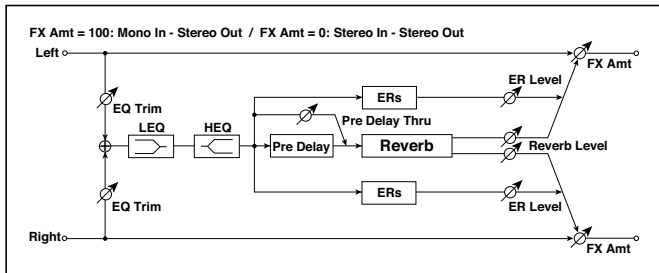 FX Amt = 100: Mono In - Stereo Out / FX Amt = 0: Stereo In - Stereo Out
Left
FX Amt
ERs
ER Level
EQ Trim
LEQ
HEQ
Pre Delay Thru
Pre Delay
Reverb
Reverb Level
EQ Trim
ERs
ER Level
Right
FX Amt